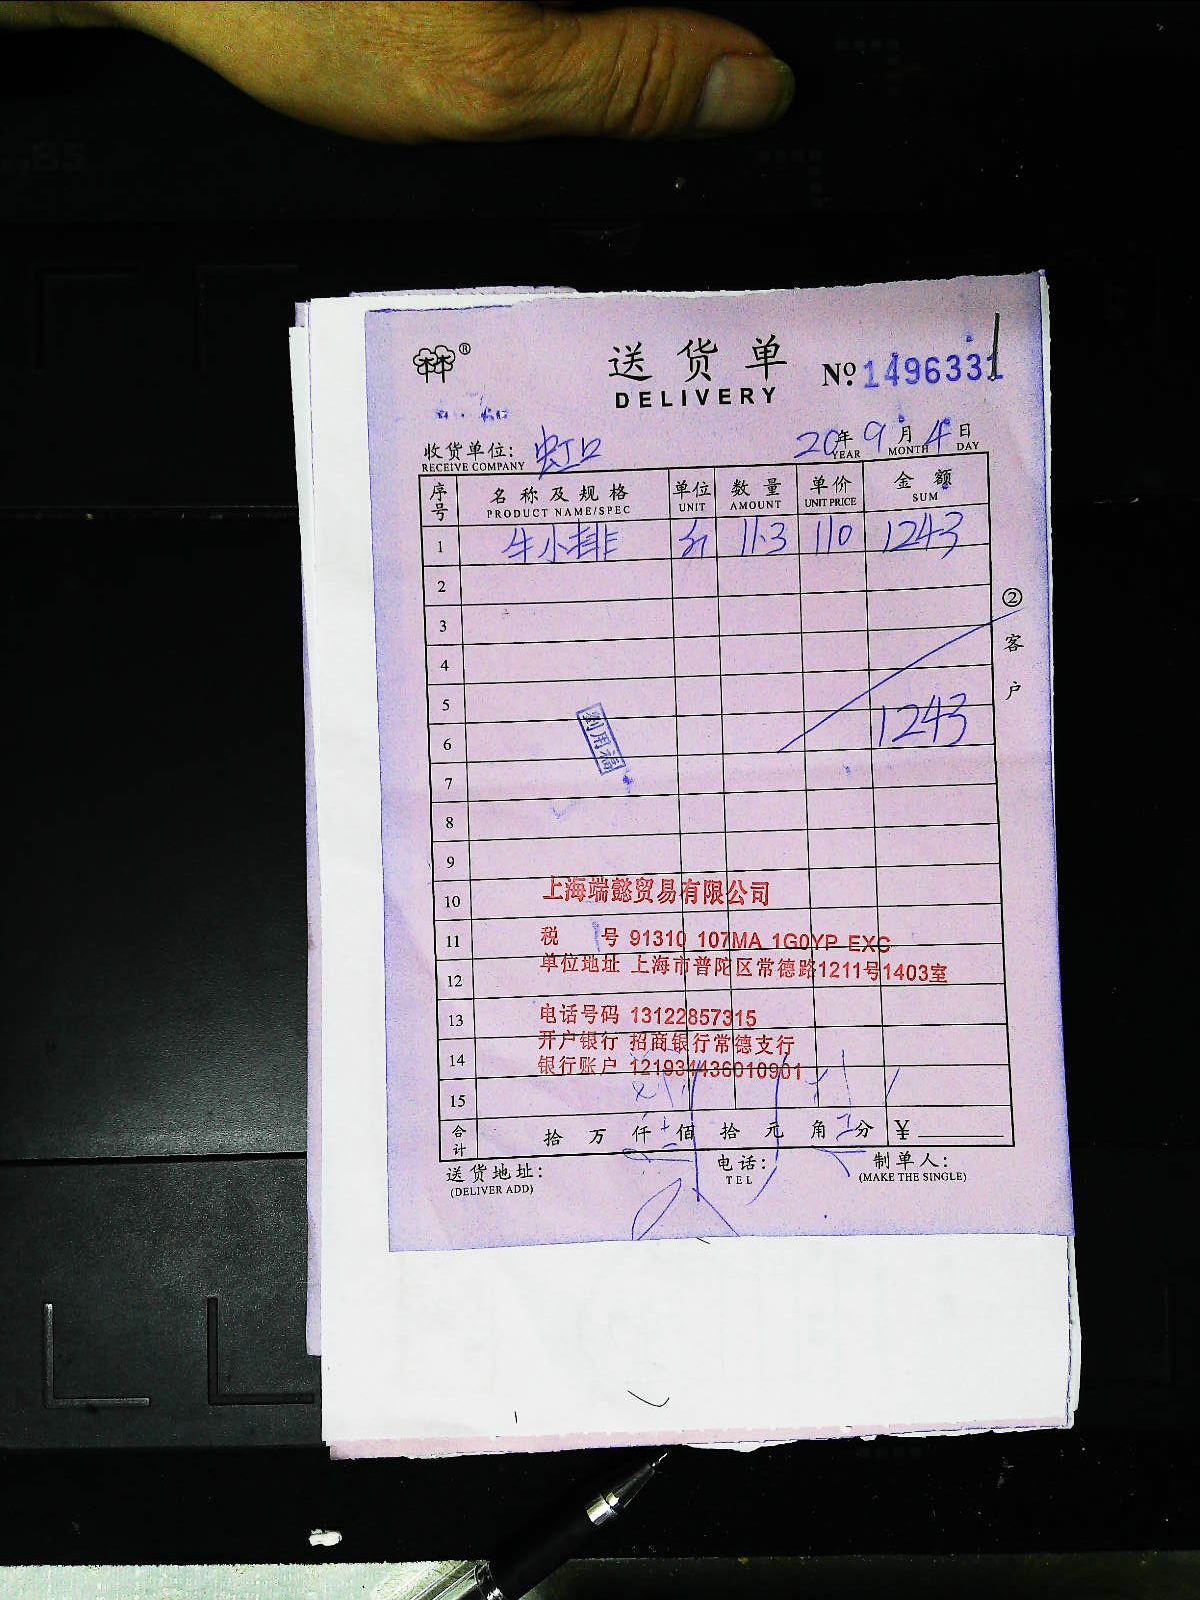 ®
送货单 № 1496331
DELIVERY
收货单位: 虹口 20年 9月 4日
RECEIVE COMPANY YEAR MONTH DAY
序号 名称及规格 单位 数量 单价 金额
PRODUCT NAME/SPEC UNIT AMOUNT UNIT PRICE SUM
1 牛小排 斤 11.3 110 1243
2
3
4
5
6 1243
7
8
9
10
11
12
13
14
15
②客户
刘用福
上海端懿贸易有限公司
税 号 91310 107MA 1G0YP EXC
单位地址 上海市普陀区常德路1211号1403室
电话号码 13122857315
开户银行 招商银行常德支行
银行账户 121931436010901
合计 拾 万 仟 佰 拾 元 角 分 ¥
送货地址: 电话: 制单人:
(DELIVER ADD) TEL (MAKE THE SINGLE)